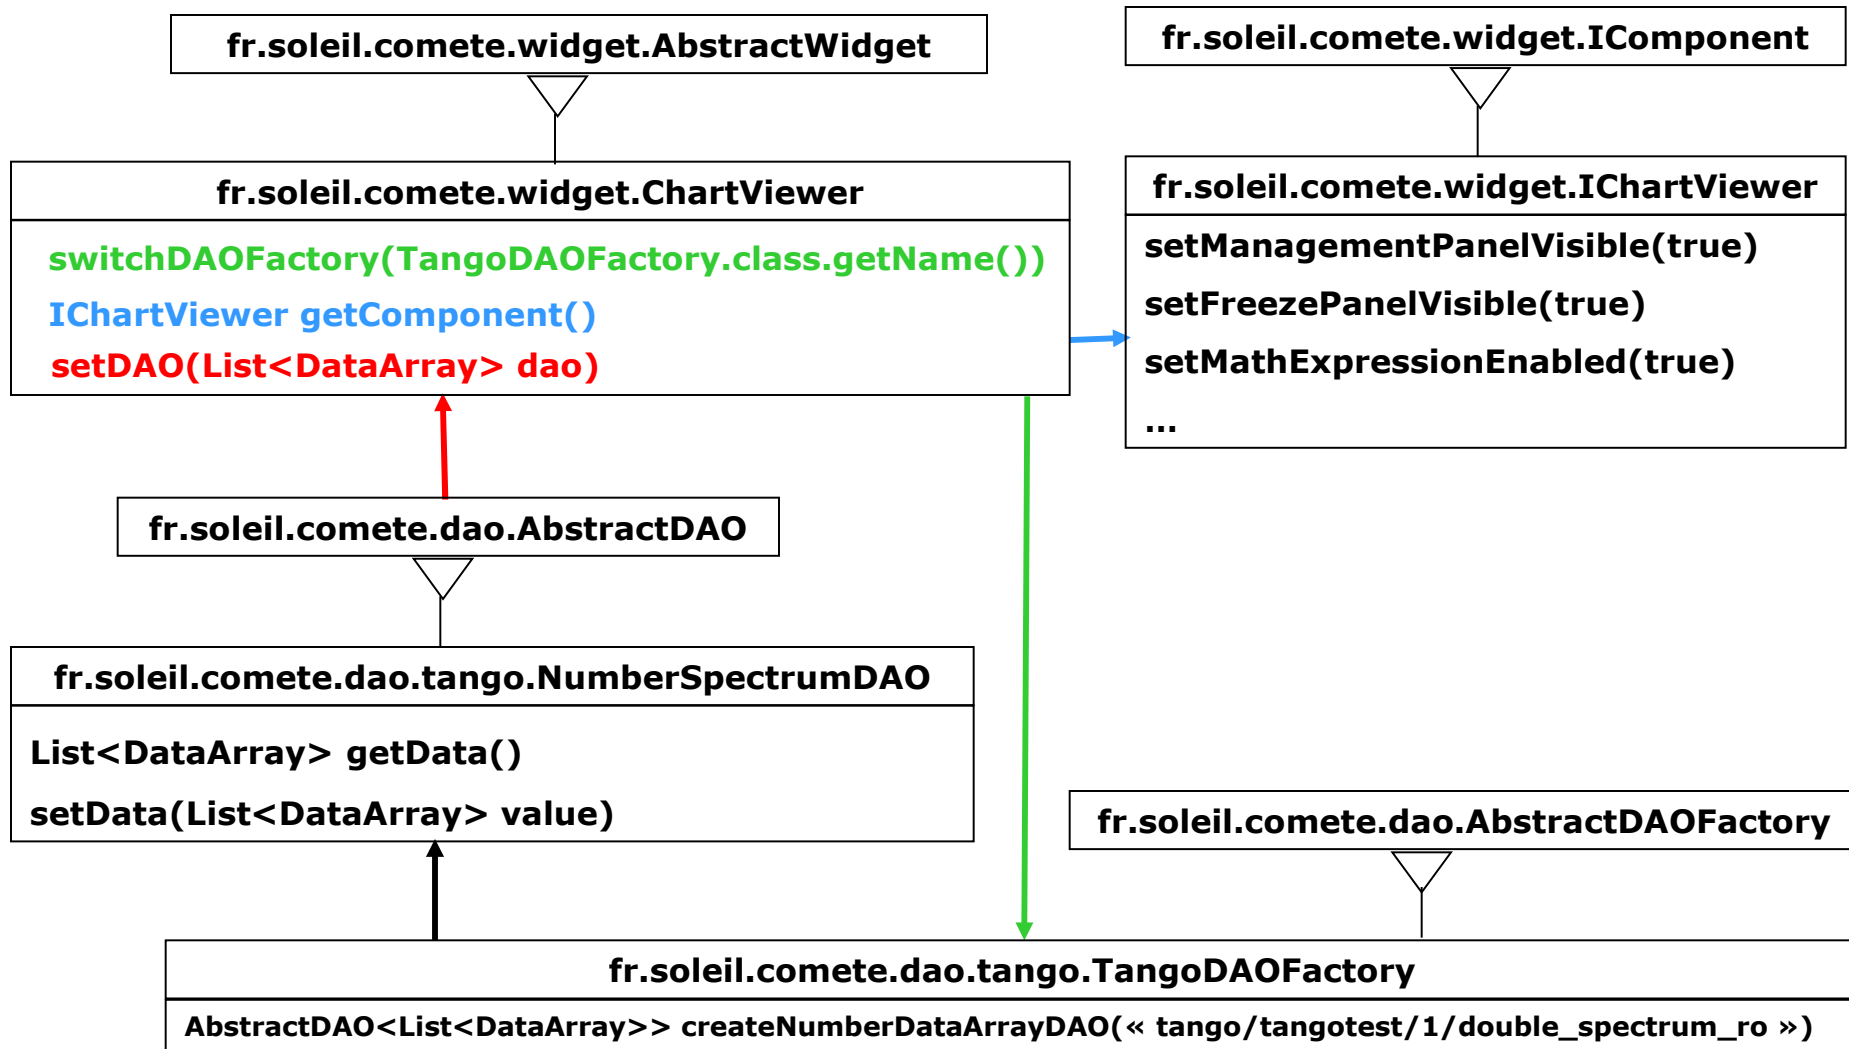 fr.soleil.comete.widget.AbstractWidget
fr.soleil.comete.widget.IComponent
fr.soleil.comete.widget.ChartViewer
switchDAOFactory(TangoDAOFactory.class.getName())
IChartViewer getComponent()
setDAO(List<DataArray> dao)
fr.soleil.comete.widget.IChartViewer
setManagementPanelVisible(true)
setFreezePanelVisible(true)
setMathExpressionEnabled(true)
...
fr.soleil.comete.dao.AbstractDAO
fr.soleil.comete.dao.tango.NumberSpectrumDAO
List<DataArray> getData()
setData(List<DataArray> value)
fr.soleil.comete.dao.AbstractDAOFactory
fr.soleil.comete.dao.tango.TangoDAOFactory
AbstractDAO<List<DataArray>> createNumberDataArrayDAO(« tango/tangotest/1/double_spectrum_ro »)